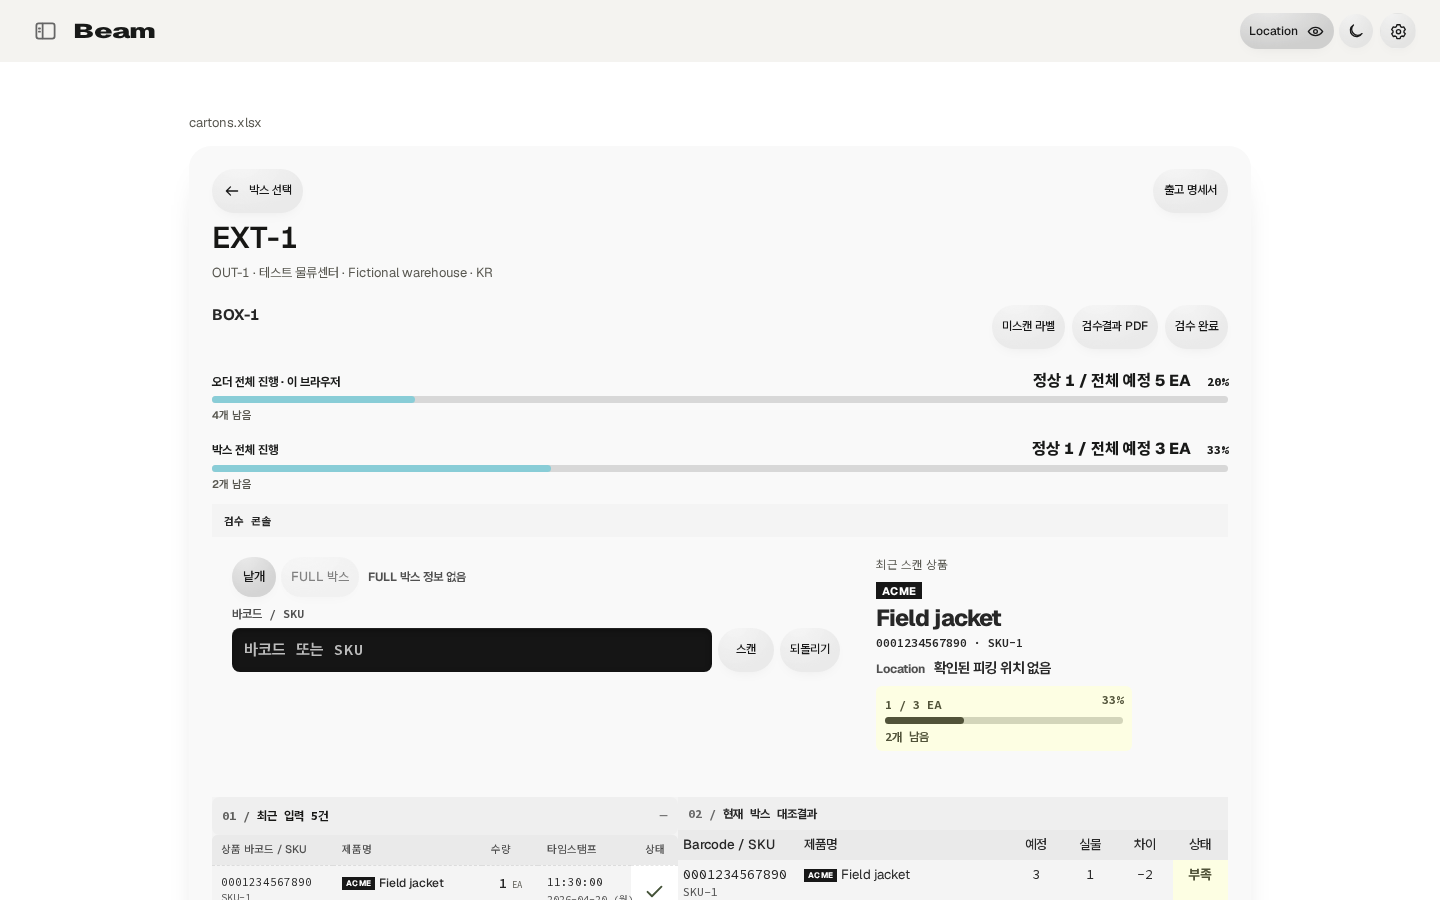 Beam
Location
cartons.xlsx
박스 선택
출고 명세서
EXT-1
OUT-1 · 테스트 물류센터 · Fictional warehouse · KR
BOX-1
미스캔 라벨
검수결과 PDF
검수 완료
오더 전체 진행 · 이 브라우저
정상 1 / 전체 예정 5 EA 20%
4개 남음
박스 전체 진행
정상 1 / 전체 예정 3 EA 33%
2개 남음
검수 콘솔
낱개
FULL 박스
FULL 박스 정보 없음
바코드 / SKU
바코드 또는 SKU
스캔
되돌리기
최근 스캔 상품
ACME
Field jacket
0001234567890 · SKU-1
Location 확인된 피킹 위치 없음
1 / 3 EA 33%
2개 남음
01 / 최근 입력 5건 —
상품 바코드 / SKU 제품명 수량 타임스탬프 상태
0001234567890 ACME Field jacket 1 EA 11:30:00
SKU-1 2026-04-20 (월)
02 / 현재 박스 대조결과
Barcode / SKU 제품명 예정 실물 차이 상태
0001234567890 ACME Field jacket 3 1 -2 부족
SKU-1